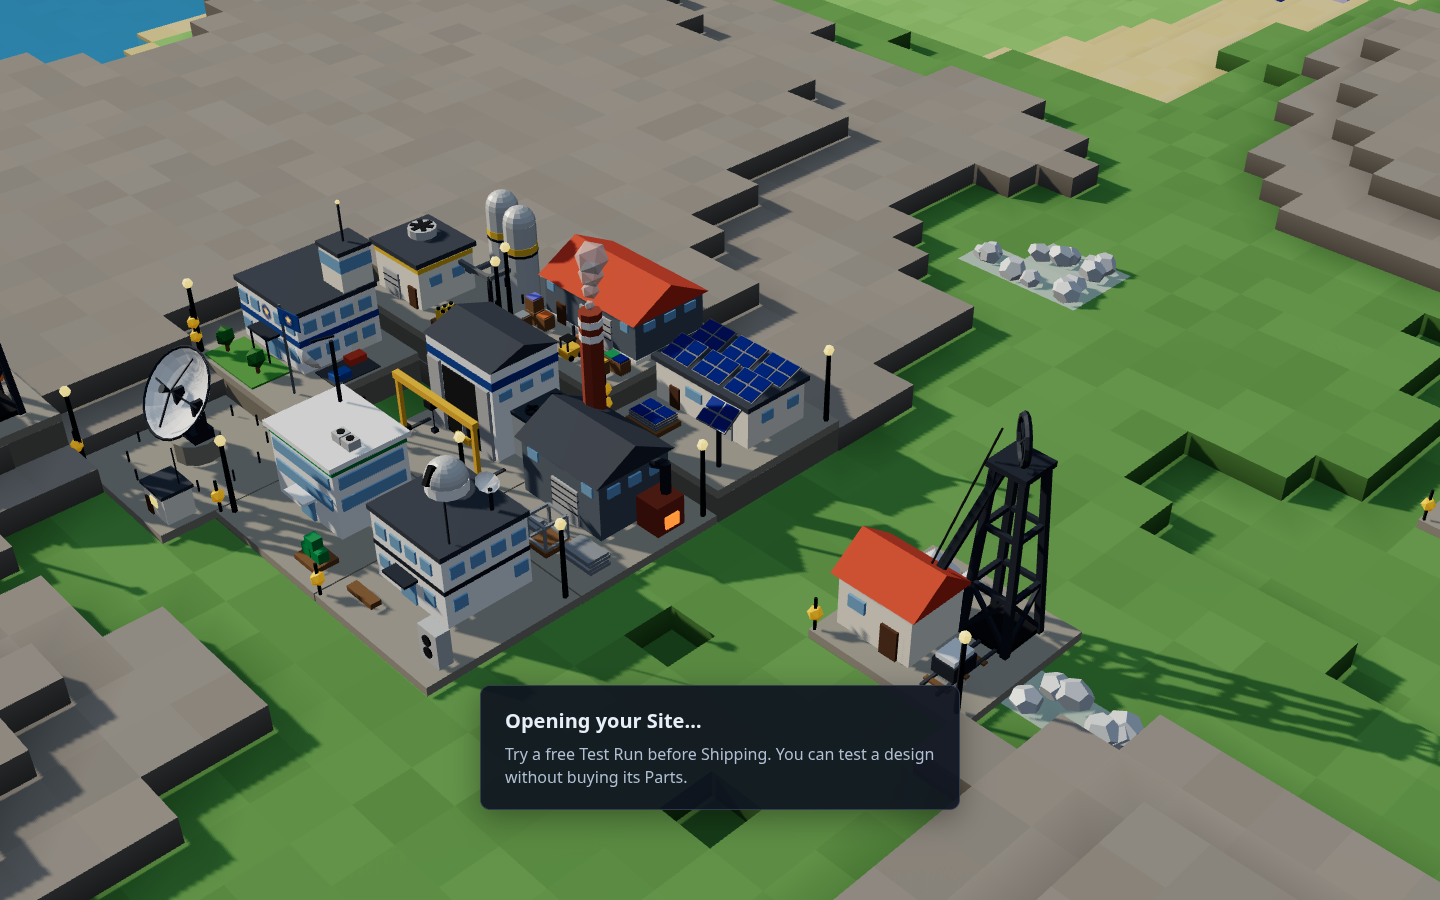 Opening your Site...
Try a free Test Run before Shipping. You can test a design
without buying its Parts.